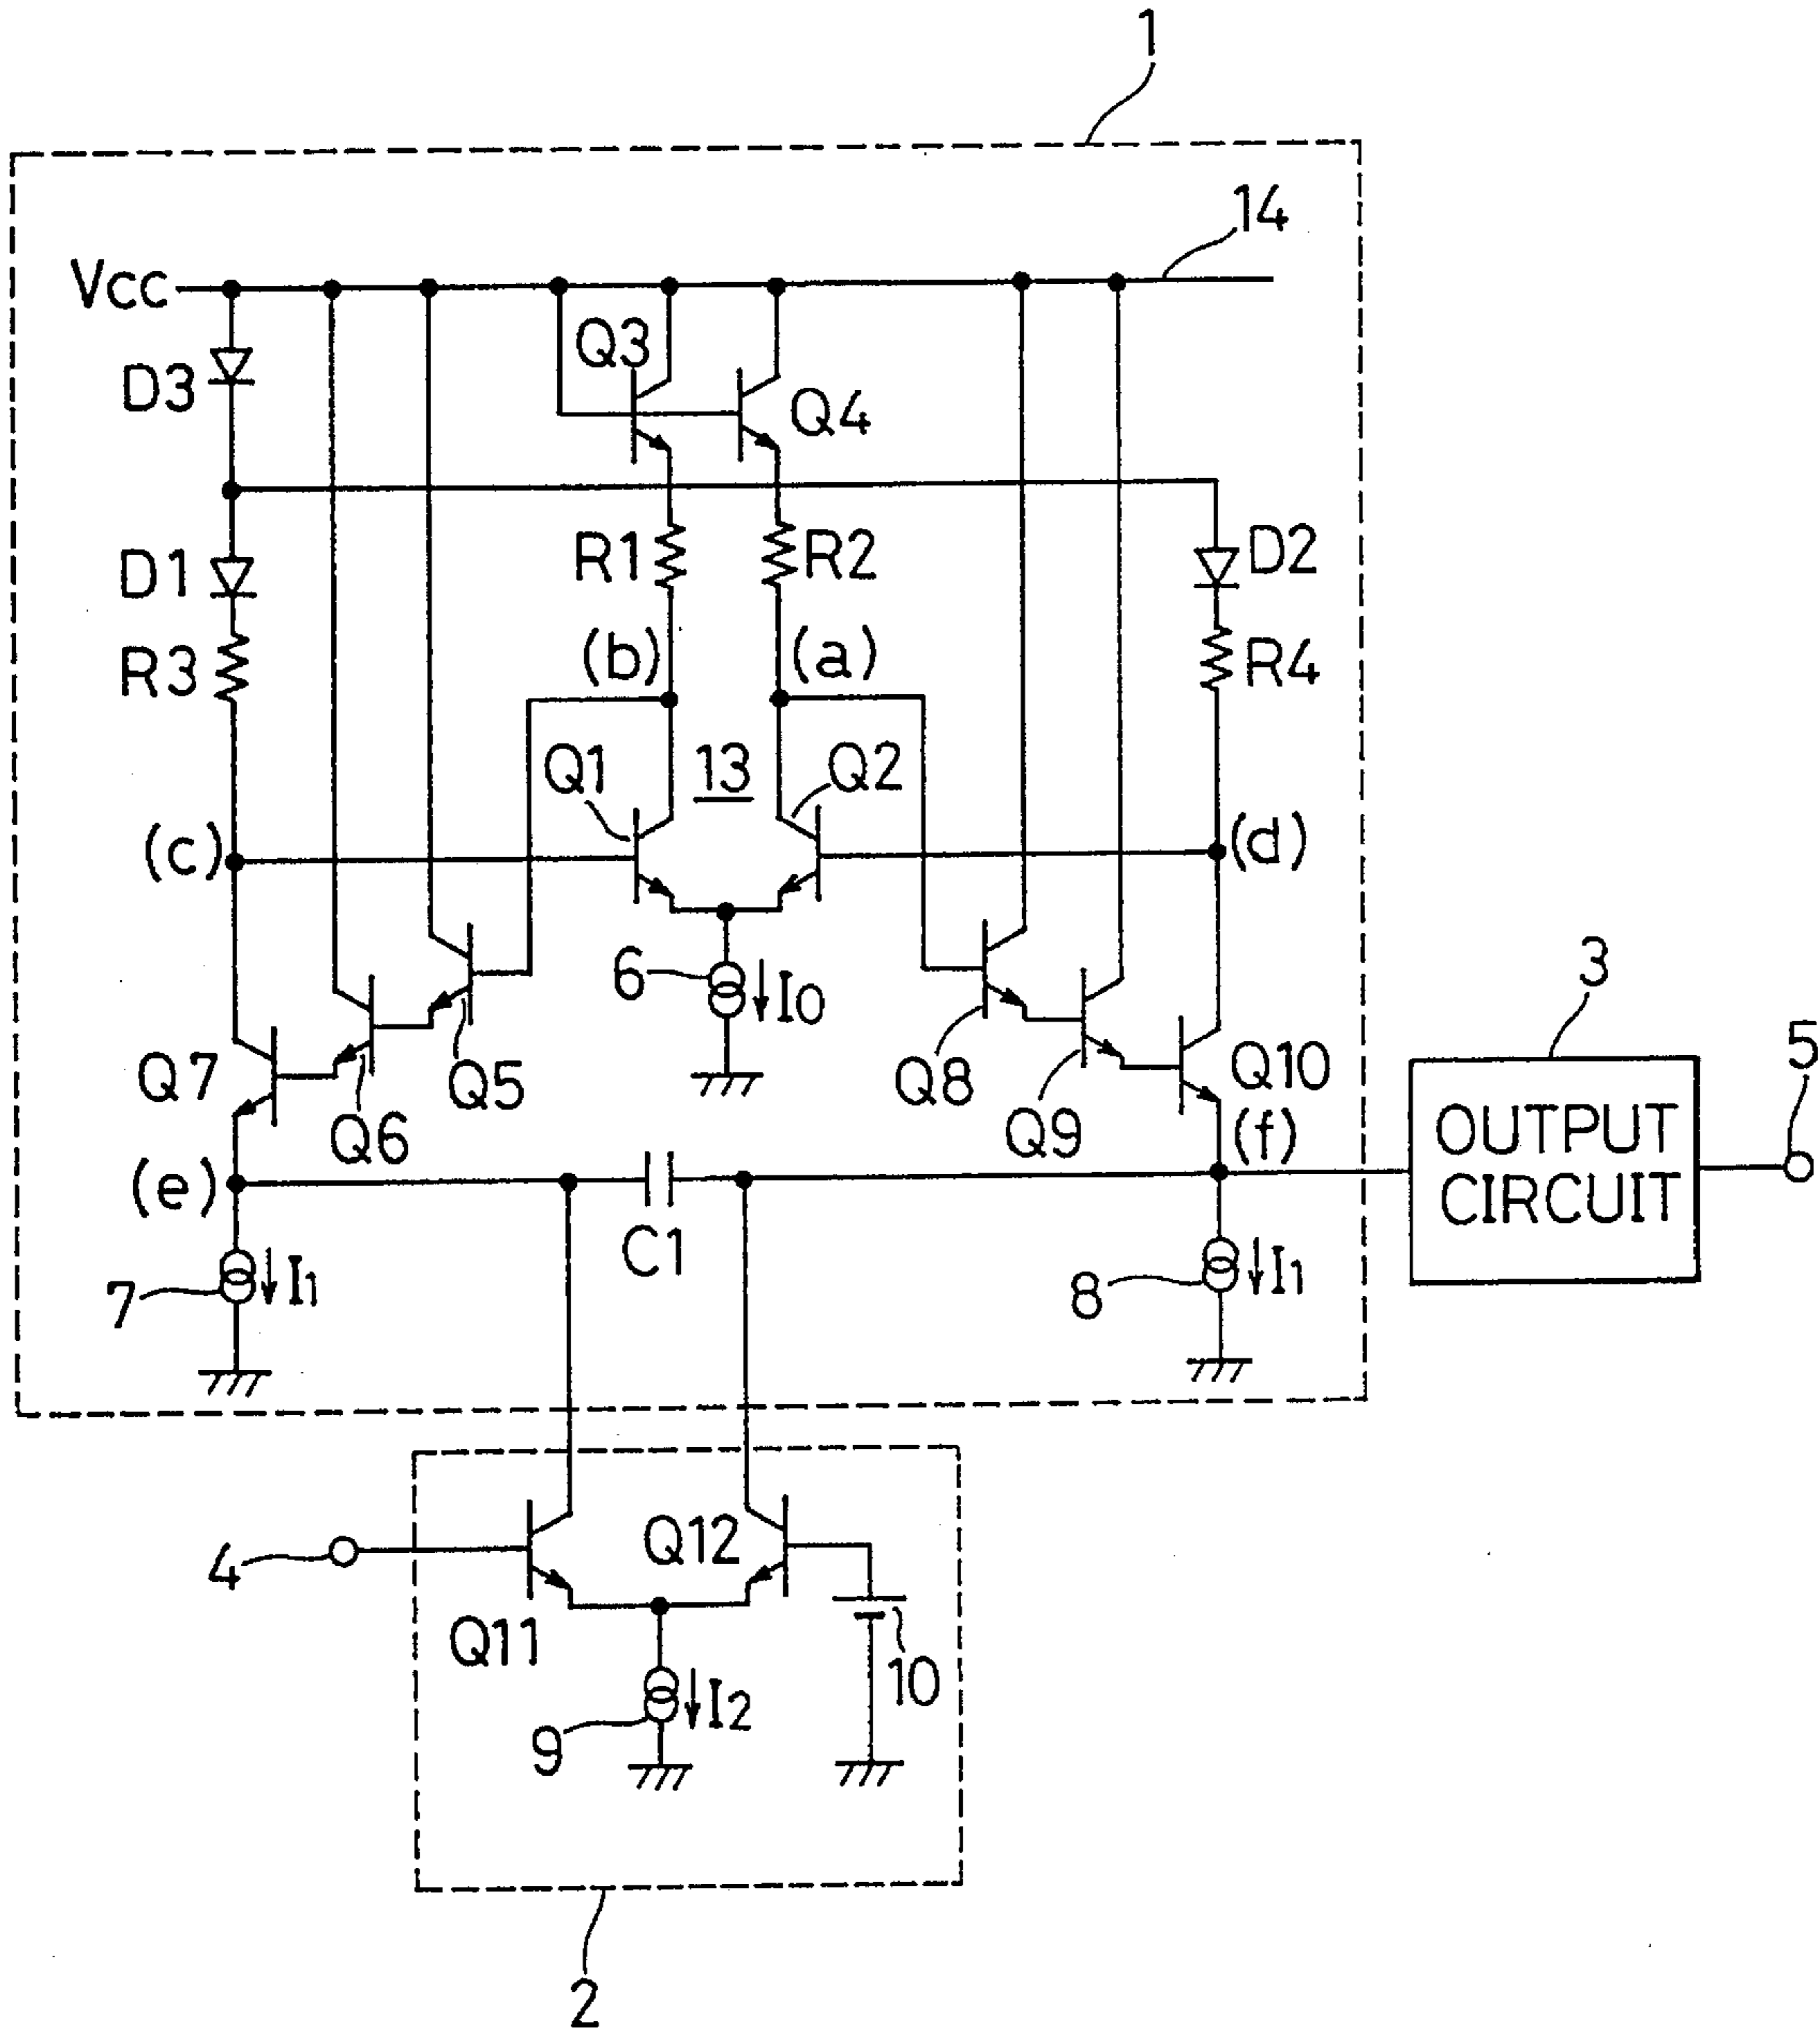 1
14
Vcc
Q3
D3
Q4
D1
R1
R2
D2
R3
(b)
(a)
R4
Q1
13
Q2
(c)
(d)
6
I0
3
Q7
Q5
Q8
Q10
5
Q6
Q9
(f)
OUTPUT
CIRCUIT
(e)
C1
7
I1
8
I1
4
Q12
Q11
10
9
I2
2